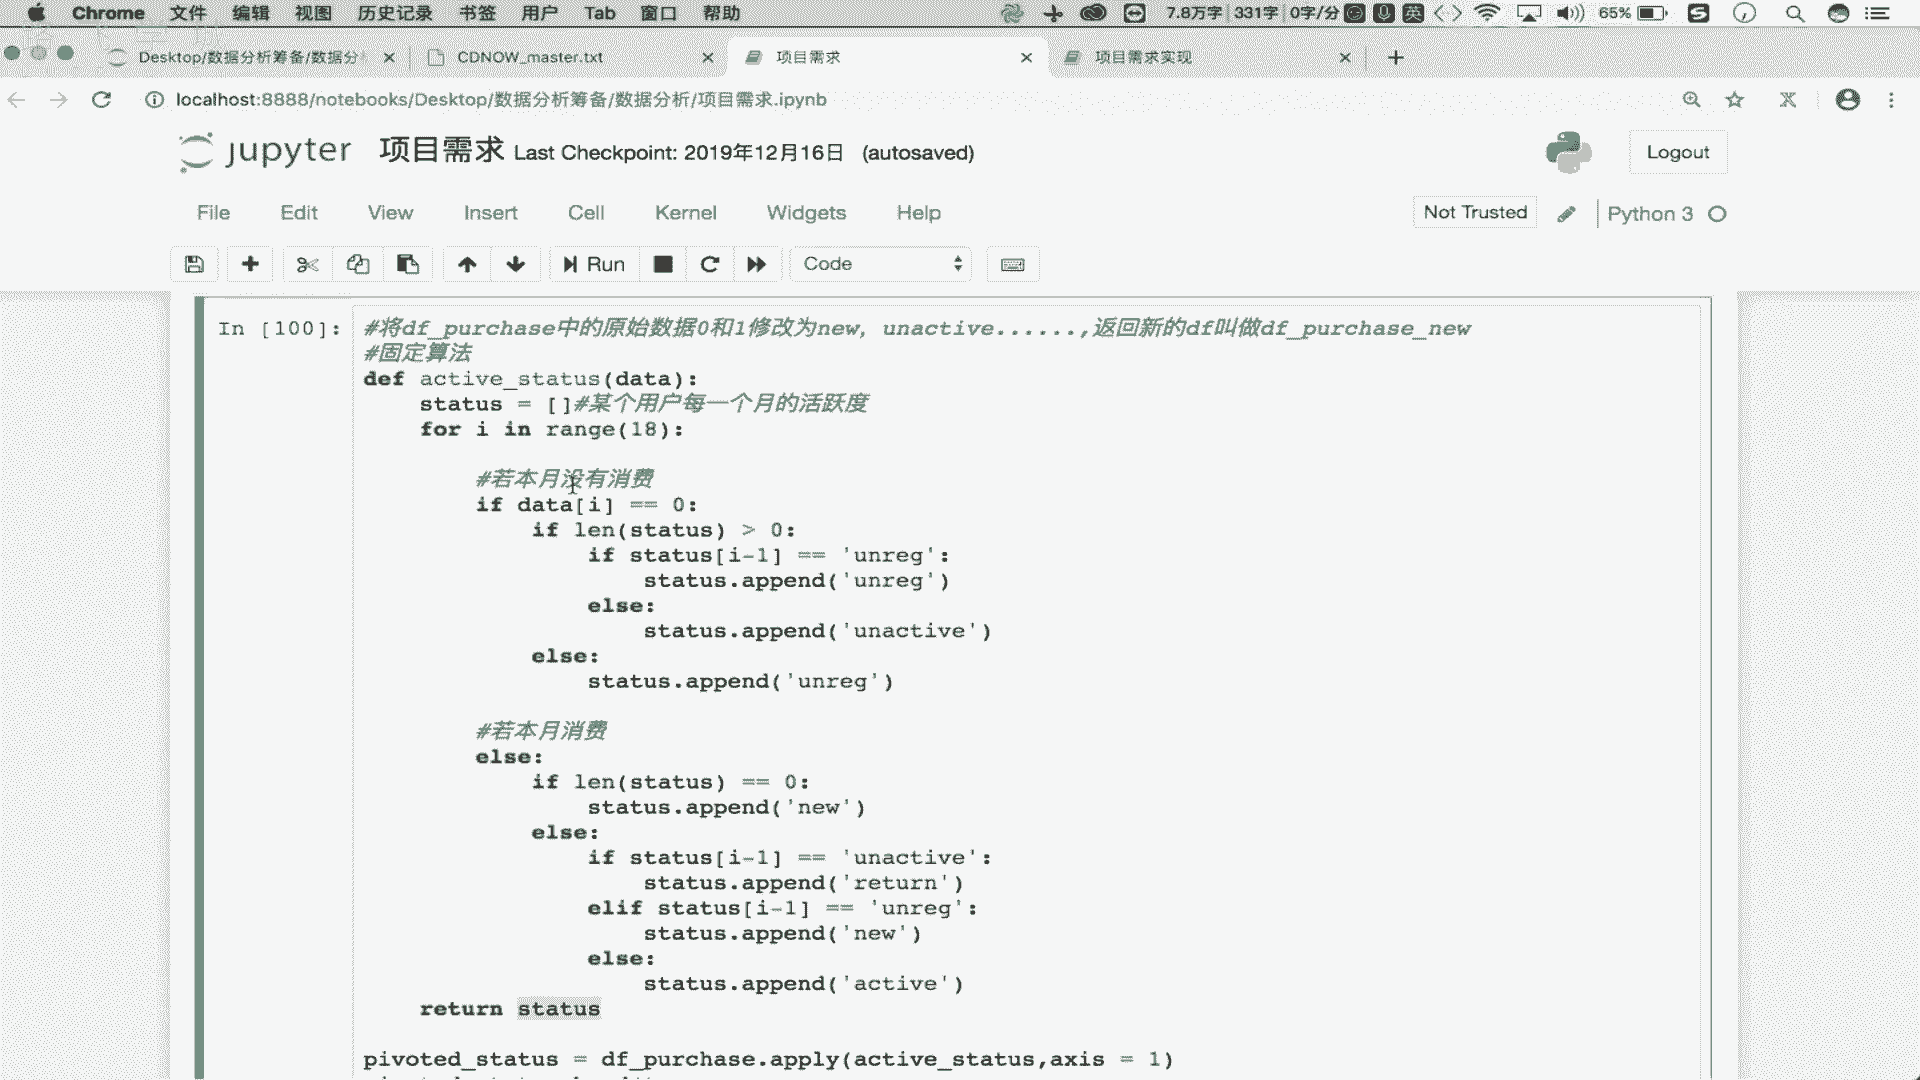 Chrome 文件 编辑 视图 历史记录 书签 用户 Tab 窗口 帮助 7.8万字 331字 0字/分 英 65%
Desktop/数据分析筹备/数据分 CDNOW_master.txt 项目需求 项目需求实现
localhost:8888/notebooks/Desktop/数据分析筹备/数据分析/项目需求.ipynb
jupyter 项目需求 Last Checkpoint: 2019年12月16日 (autosaved) Logout
File Edit View Insert Cell Kernel Widgets Help Not Trusted Python 3
Run Code
In [100]: #将df_purchase中的原始数据0和1修改为new, unactive......,返回新的df叫做df_purchase_new
#固定算法
def active_status(data):
status = []#某个用户每一个月的活跃度
for i in range(18):
#若本月没有消费
if data[i] == 0:
if len(status) > 0:
if status[i-1] == 'unreg':
status.append('unreg')
else:
status.append('unactive')
else:
status.append('unreg')
#若本月消费
else:
if len(status) == 0:
status.append('new')
else:
if status[i-1] == 'unactive':
status.append('return')
elif status[i-1] == 'unreg':
status.append('new')
else:
status.append('active')
return status
pivoted_status = df_purchase.apply(active_status,axis = 1)